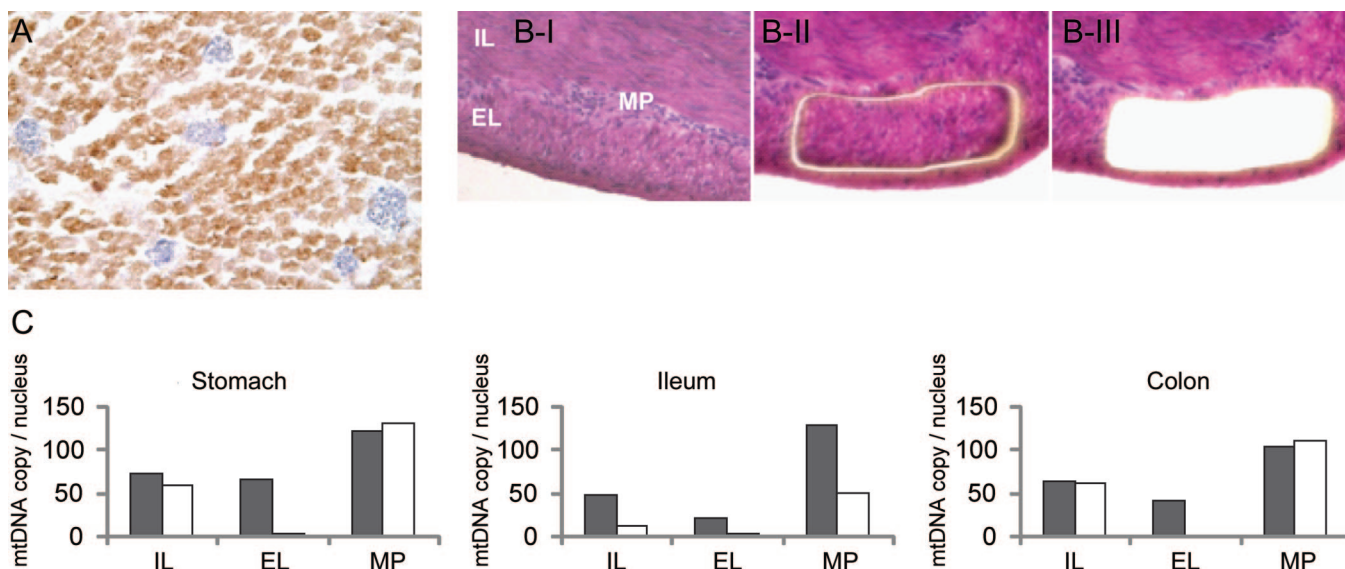 A
B-I
IL
MP
EL
B-II
B-III
C
Stomach
mtDNA copy / nucleus
150
100
50
0
IL EL MP
Ileum
mtDNA copy / nucleus
150
100
50
0
IL EL MP
Colon
mtDNA copy / nucleus
150
100
50
0
IL EL MP